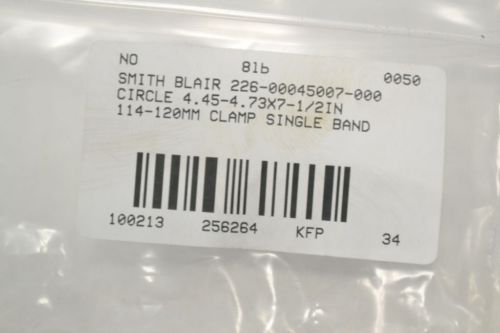 NO 81b 0050
SMITH BLAIR 226-00045007-000
CIRCLE 4.45-4.73X7-1/2IN
114-120MM CLAMP SINGLE BAND
100213 256264 KFP 34